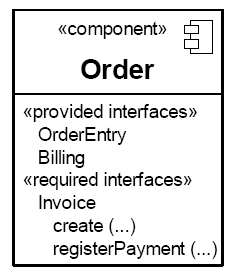 «component»
Order
«provided interfaces»
OrderEntry
Billing
«required interfaces»
Invoice
create (...)
registerPayment (...)